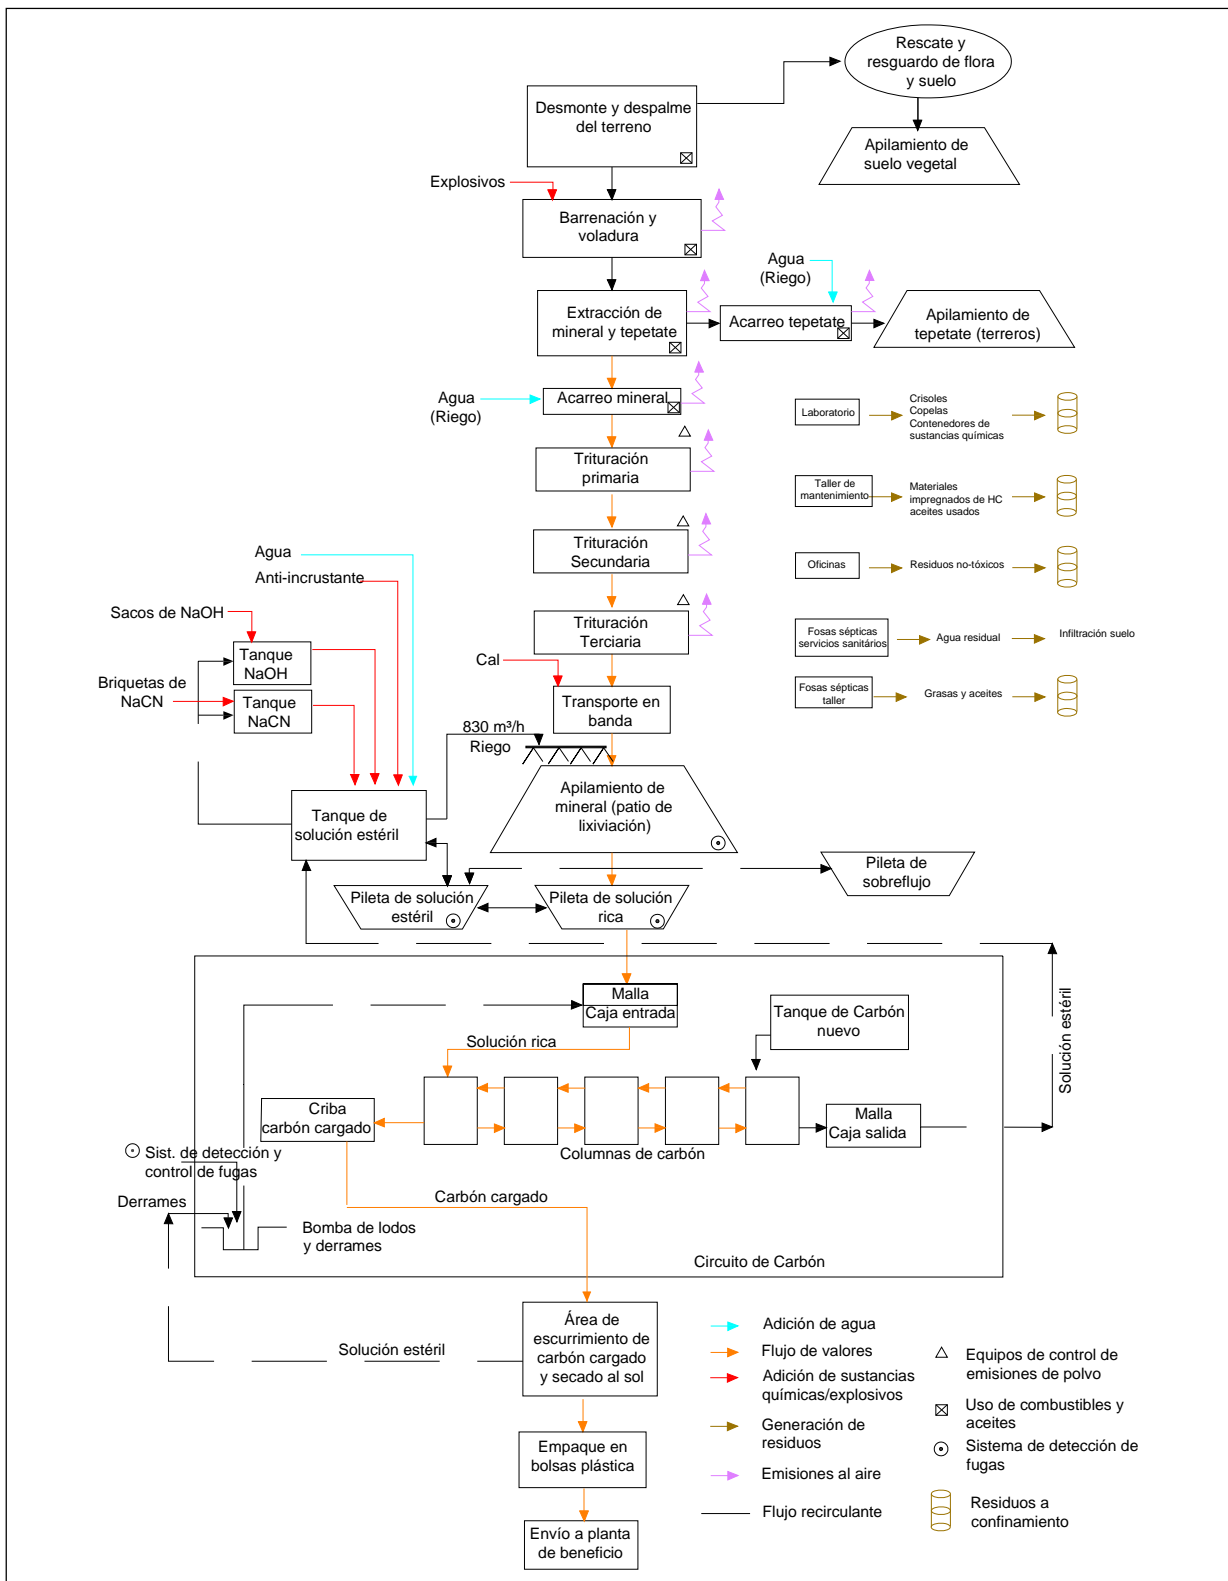 Rescate y
resguardo de flora
y suelo
Desmonte y despalme
del terreno
Apilamiento de
suelo vegetal
Explosivos
Barrenación y
voladura
Agua
(Riego)
Extracción de
mineral y tepetate
Acarreo tepetate
Apilamiento de
tepetate (terreros)
Agua
(Riego)
Acarreo mineral
Laboratorio
Crisoles
Copelas
Contenedores de
sustancias químicas
Trituración
primaria
Taller de
mantenimiento
Materiales
impregnados de HC
aceites usados
Trituración
Secundaria
Oficinas
Residuos no-tóxicos
Agua
Anti-incrustante
Sacos de NaOH
Trituración
Terciaria
Fosas sépticas
servicios sanitários
Agua residual
Infiltración suelo
Tanque
NaOH
Cal
Briquetas de
NaCN
Tanque
NaCN
Transporte en
banda
Fosas sépticas
taller
Grasas y aceites
830 m³/h
Riego
Tanque de
solución estéril
Apilamiento de
mineral (patio de
lixiviación)
Pileta de
sobreflujo
Pileta de solución
estéril
Pileta de solución
rica
Malla
Caja entrada
Tanque de Carbón
nuevo
Solución estéril
Solución rica
Criba
carbón cargado
Malla
Caja salida
Columnas de carbón
Sist. de detección y
control de fugas
Derrames
Carbón cargado
Bomba de lodos
y derrames
Circuito de Carbón
Área de
escurrimiento de
carbón cargado
y secado al sol
Solución estéril
Empaque en
bolsas plástica
Envío a planta
de beneficio
Adición de agua
Flujo de valores
Adición de sustancias
químicas/explosivos
Generación de
residuos
Emisiones al aire
Flujo recirculante
Equipos de control de
emisiones de polvo
Uso de combustibles y
aceites
Sistema de detección de
fugas
Residuos a
confinamiento